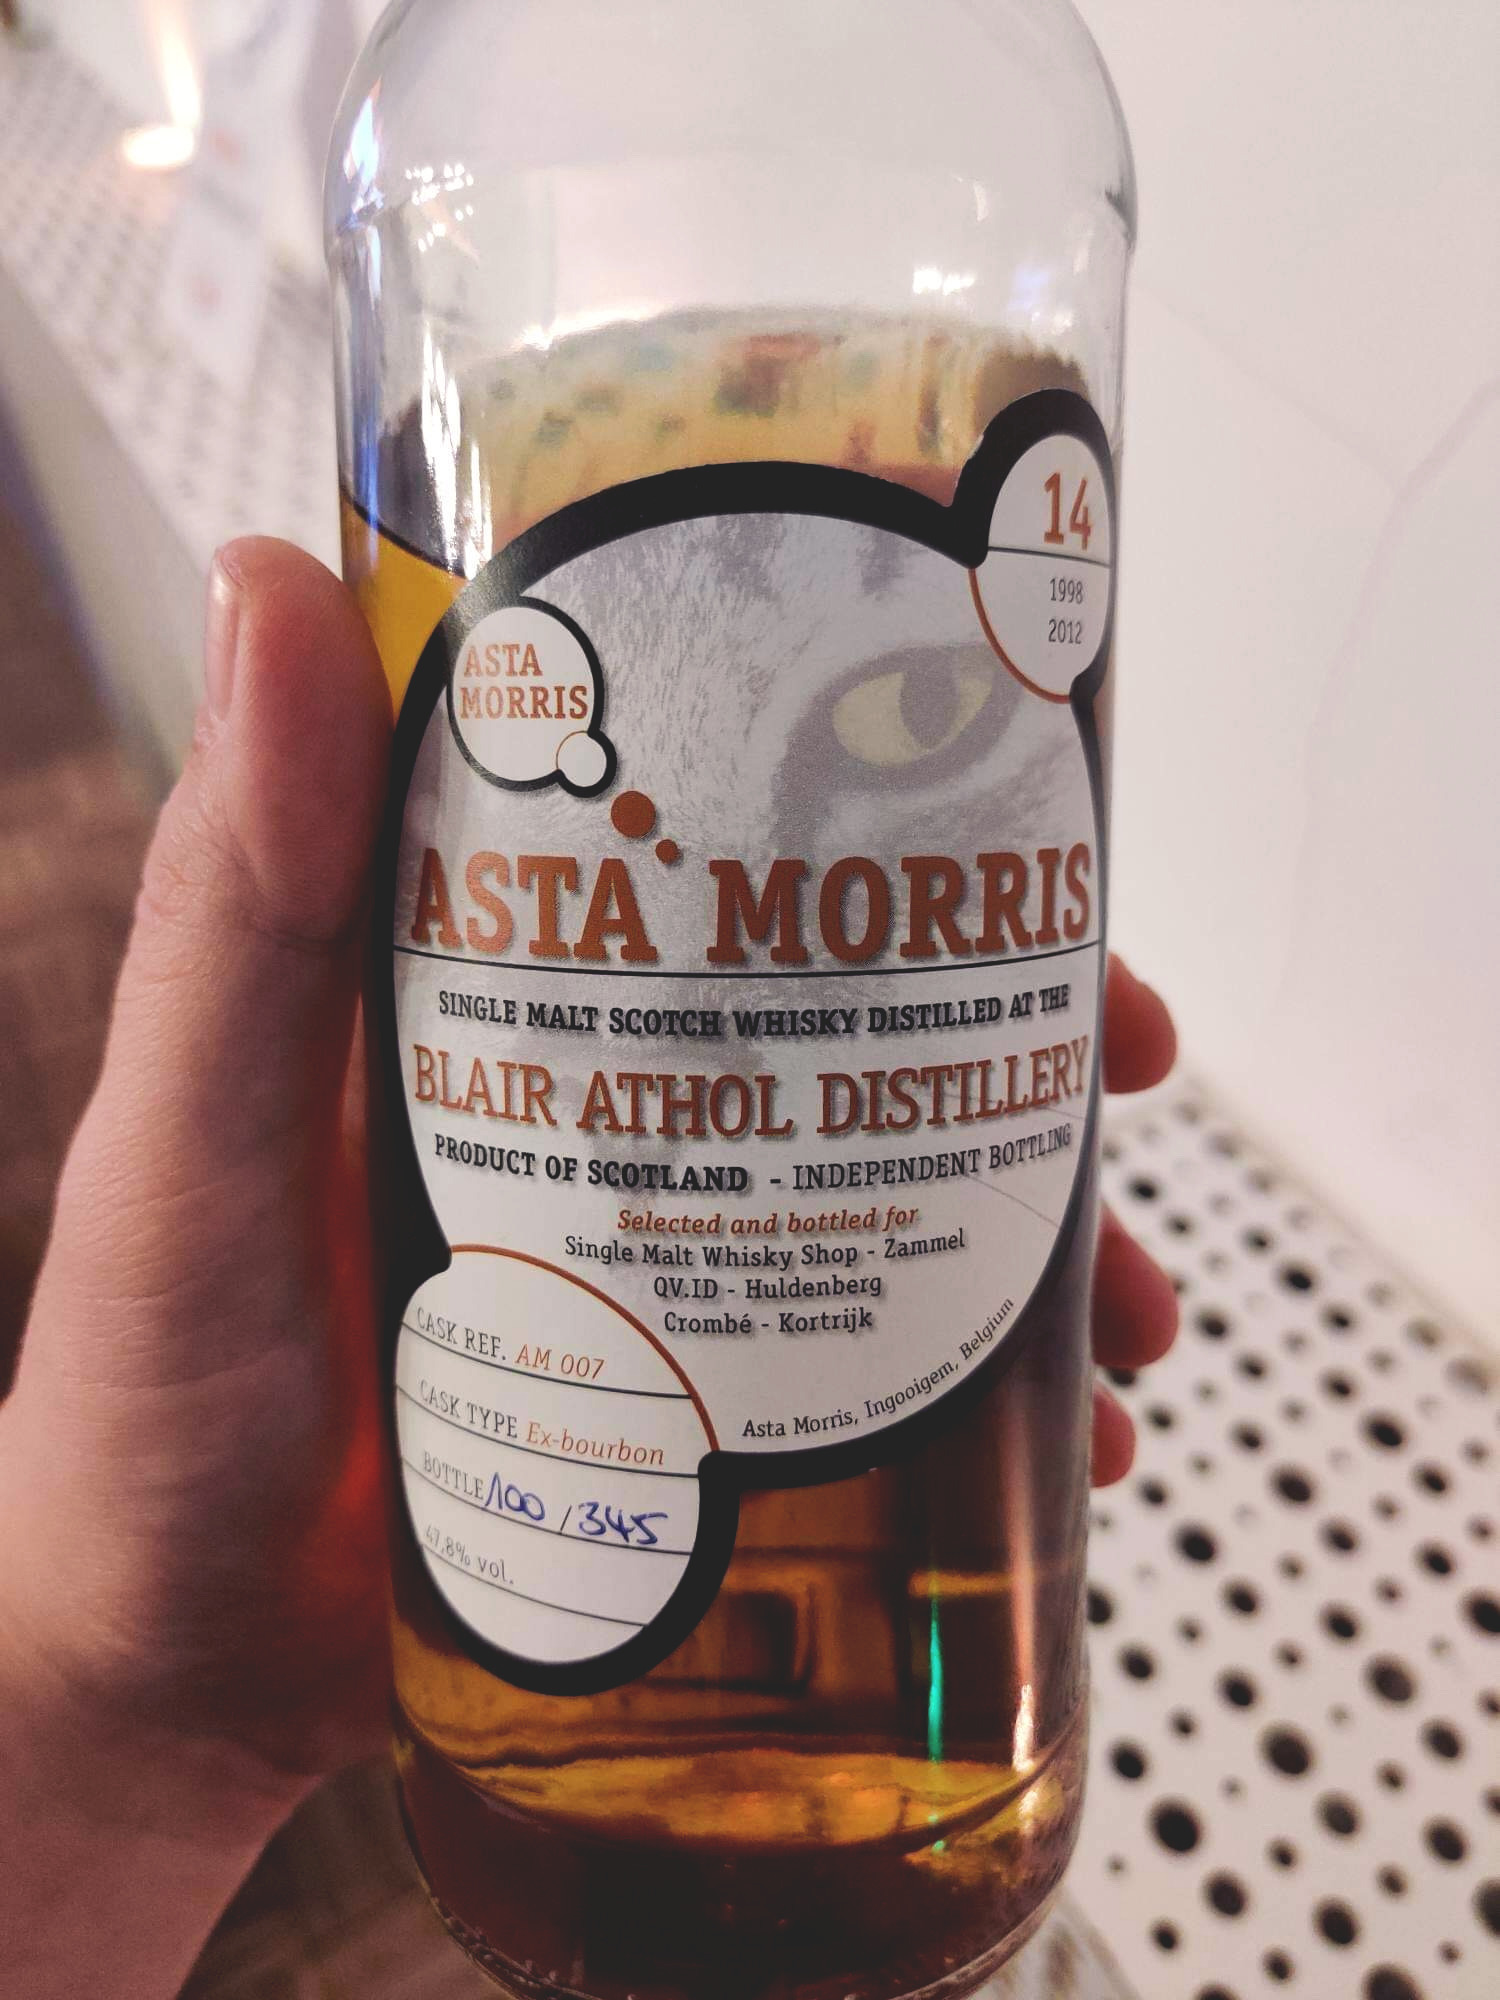 14
1998
2012
ASTA
MORRIS
ASTA MORRIS
SINGLE MALT SCOTCH WHISKY DISTILLED AT THE
BLAIR ATHOL DISTILLERY
PRODUCT OF SCOTLAND - INDEPENDENT BOTTLING
Selected and bottled for
Single Malt Whisky Shop - Zammel
QV.ID - Huldenberg
Crombé - Kortrijk
Asta Morris, Ingooigem, Belgium
CASK REF. AM 007
CASK TYPE Ex-bourbon
BOTTLE 100 / 345
47,8% vol.